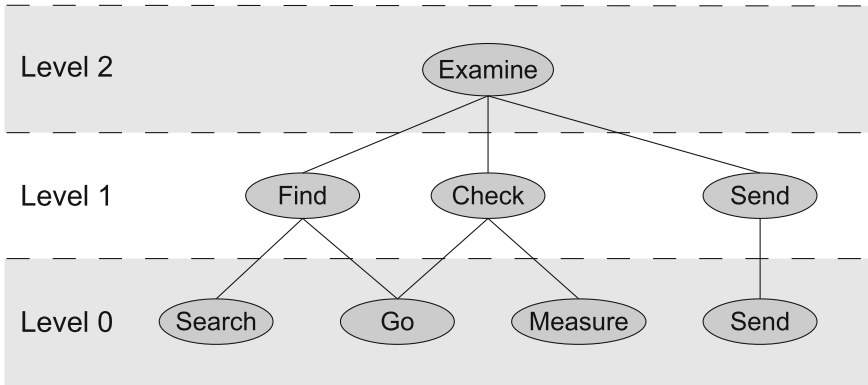 Level 2
Examine
Level 1
Find
Check
Send
Level 0
Search
Go
Measure
Send